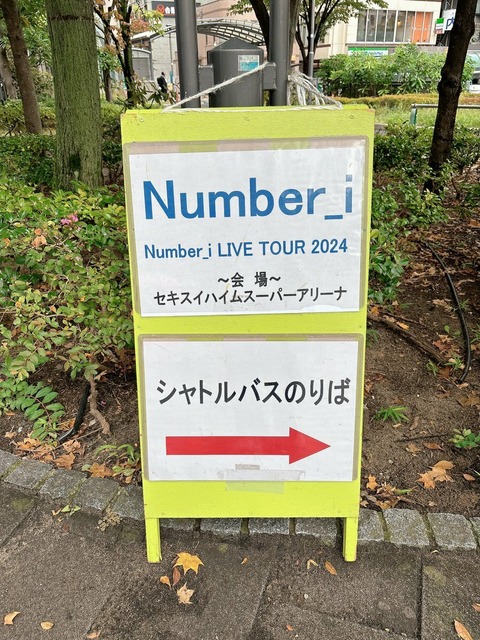 Number_i
Number_i LIVE TOUR 2024
～会 場～
セキスイハイムスーパーアリーナ
シャトルバスのりば